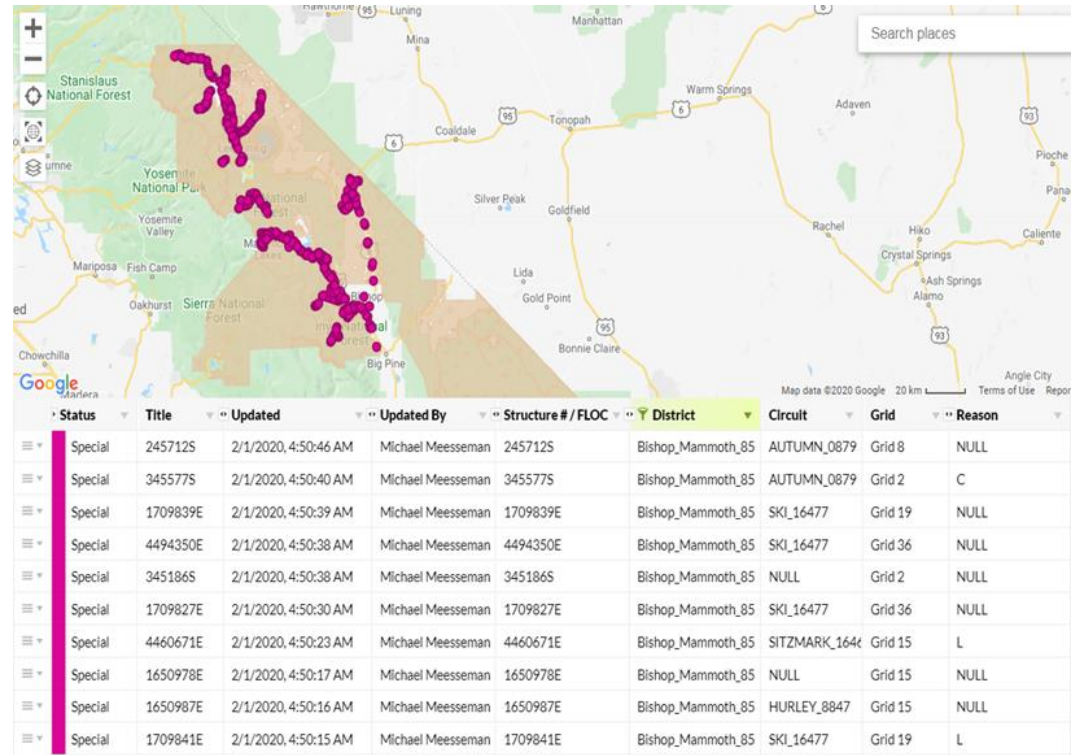 Hawthorne 95 Luning
Manhattan
6
Search places
Mina
Stanislaus
National Forest
Warm Springs
6
95
Tonopah
Adaven
93
Coaldale
6
Pioche
Yosemite
National Park
Silver Peak
Goldfield
Yosemite
Valley
Rachel
Hiko
Caliente
Crystal Springs
Mariposa
Fish Camp
Lida
Ash Springs
Alamo
Oakhurst
Sierra National
Forest
Gold Point
95
93
Bonnie Claire
Chowchilla
Big Pine
Angle City
Google
Madera
Map data ©2020 Google 20 km Terms of Use Repor
Status Title Updated Updated By Structure # / FLOC District Circuit Grid Reason
Special 245712S 2/1/2020, 4:50:46 AM Michael Meesseman 245712S Bishop_Mammoth_85 AUTUMN_0879 Grid 8 NULL
Special 345577S 2/1/2020, 4:50:40 AM Michael Meesseman 345577S Bishop_Mammoth_85 AUTUMN_0879 Grid 2 C
Special 1709839E 2/1/2020, 4:50:39 AM Michael Meesseman 1709839E Bishop_Mammoth_85 SKI_16477 Grid 19 NULL
Special 4494350E 2/1/2020, 4:50:38 AM Michael Meesseman 4494350E Bishop_Mammoth_85 SKI_16477 Grid 36 NULL
Special 345186S 2/1/2020, 4:50:38 AM Michael Meesseman 345186S Bishop_Mammoth_85 NULL Grid 2 NULL
Special 1709827E 2/1/2020, 4:50:30 AM Michael Meesseman 1709827E Bishop_Mammoth_85 SKI_16477 Grid 36 NULL
Special 4460671E 2/1/2020, 4:50:23 AM Michael Meesseman 4460671E Bishop_Mammoth_85 SITZMARK_1646 Grid 15 L
Special 1650978E 2/1/2020, 4:50:17 AM Michael Meesseman 1650978E Bishop_Mammoth_85 NULL Grid 15 NULL
Special 1650987E 2/1/2020, 4:50:16 AM Michael Meesseman 1650987E Bishop_Mammoth_85 HURLEY_8847 Grid 15 NULL
Special 1709841E 2/1/2020, 4:50:15 AM Michael Meesseman 1709841E Bishop_Mammoth_85 SKI_16477 Grid 19 L